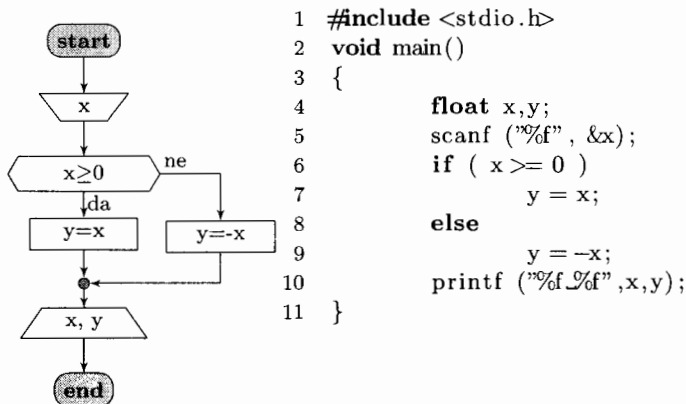 start
x
x≥0
ne
da
y=x
y=-x
x, y
end
1 #include <stdio.h>
2 void main()
3 {
4 float x,y;
5 scanf ("%f", &x);
6 if ( x >= 0 )
7 y = x;
8 else
9 y = -x;
10 printf ("%f_%f",x,y);
11 }